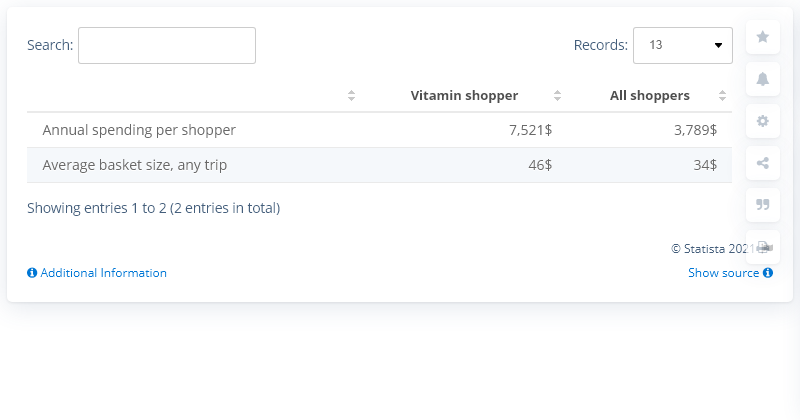 Search:
Records: 13
Vitamin shopper All shoppers
Annual spending per shopper 7,521$ 3,789$
Average basket size, any trip 46$ 34$
Showing entries 1 to 2 (2 entries in total)
© Statista 2021
Additional Information Show source